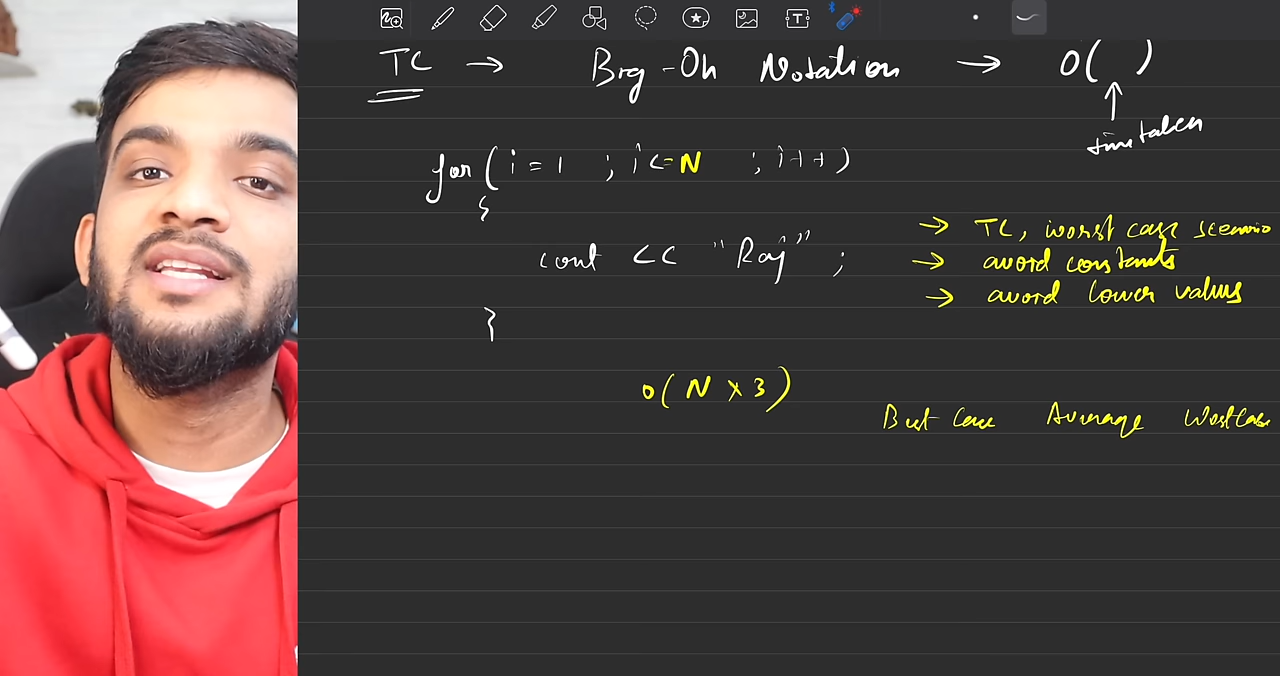 TC → Big-Oh Notation → O( )
↑
time taken
for ( i = 1 ; i <= N ; i++ )
{
→ TC, worst case scenario
cout << "Raj" ;
→ avoid constants
→ avoid lower values
}
O( N × 3 )
Best Case Average Worst Case